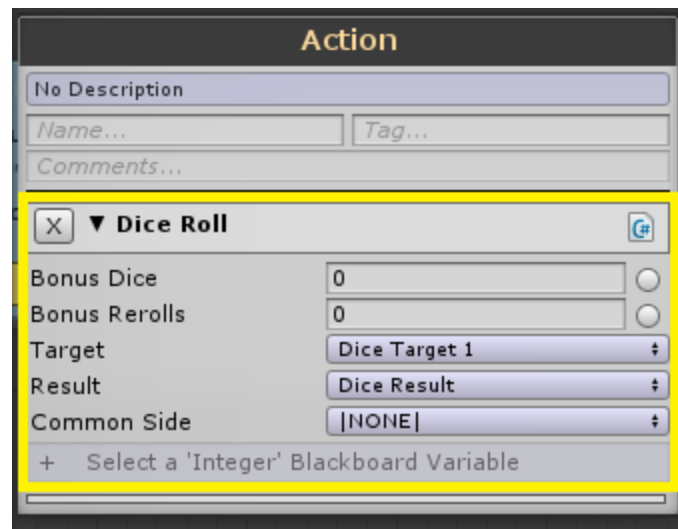 Action
No Description
Name... Tag...
Comments...
X ▼ Dice Roll C#
Bonus Dice 0
Bonus Rerolls 0
Target Dice Target 1
Result Dice Result
Common Side |NONE|
+ Select a 'Integer' Blackboard Variable